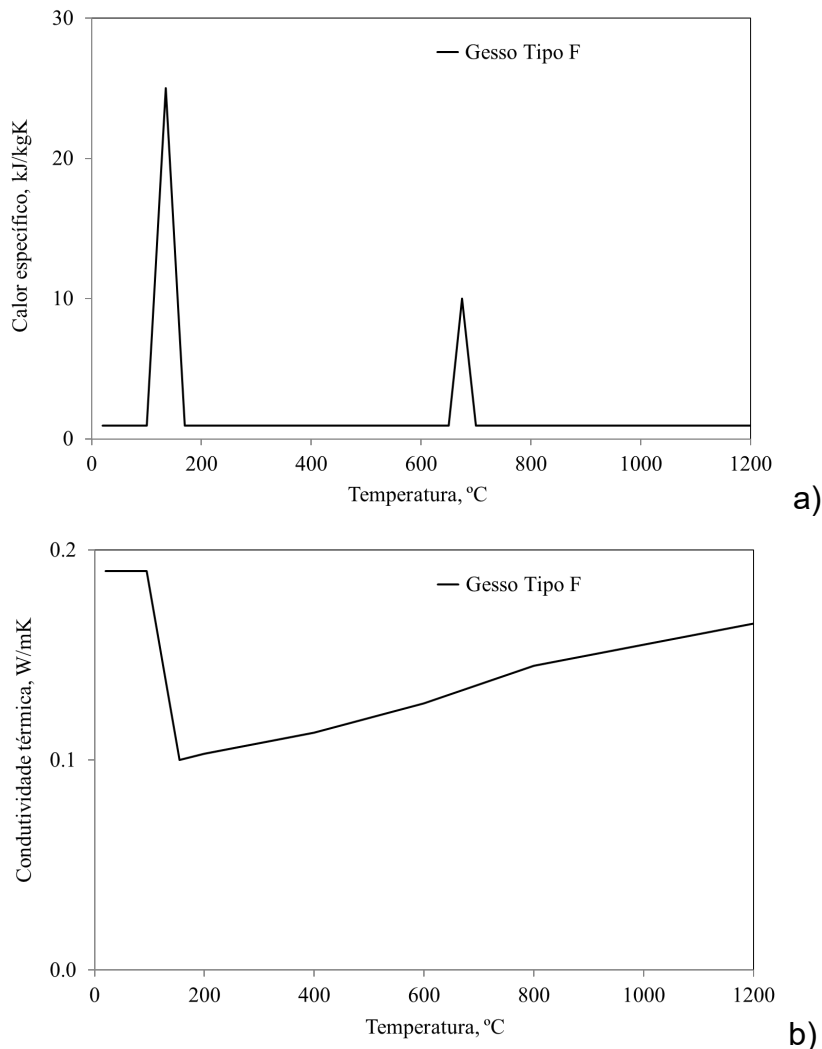 30
Gesso Tipo F
20
10
0
Calor específico, kJ/kgK
0 200 400 600 800 1000 1200
Temperatura, ºC
a)
0.2
Gesso Tipo F
0.1
0.0
Condutividade térmica, W/mK
0 200 400 600 800 1000 1200
Temperatura, ºC
b)